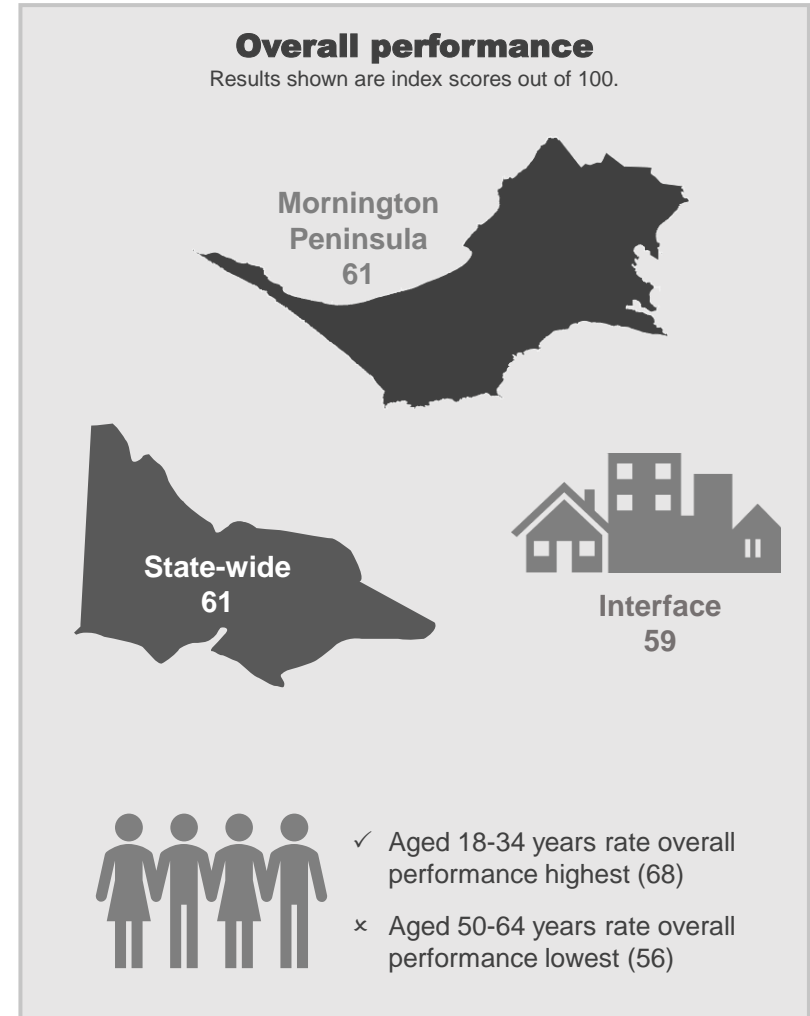 Overall performance
Results shown are index scores out of 100.
Mornington
Peninsula
61
State-wide
61
Interface
59
✓ Aged 18-34 years rate overall
performance highest (68)
× Aged 50-64 years rate overall
performance lowest (56)